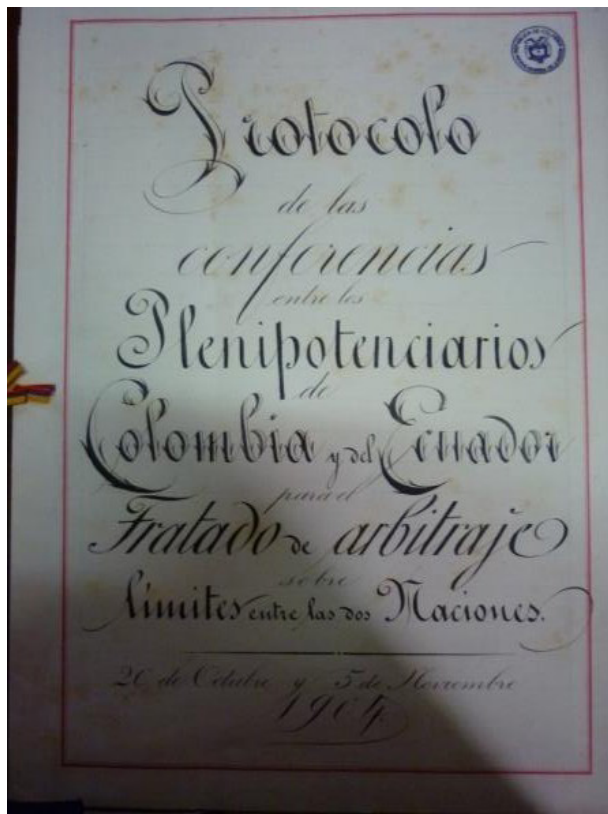 Protocolo
de las
conferencias
entre los
Plenipotenciarios
de
Colombia y del Ecuador
para el
Tratado de arbitraje
sobre
límites entre las dos Naciones.
de Octubre y 5 de Noviembre
1904.